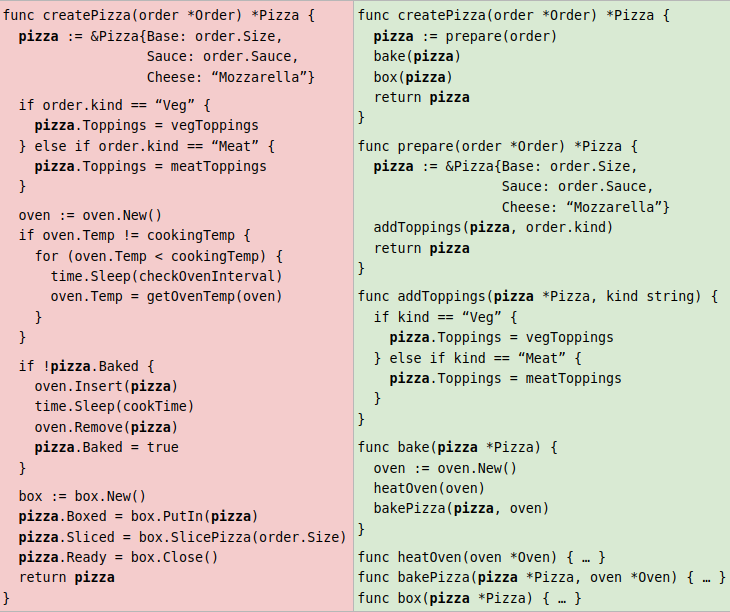 func createPizza(order *Order) *Pizza {
  pizza := &Pizza{Base: order.Size,
                  Sauce: order.Sauce,
                  Cheese: “Mozzarella”}
  if order.kind == “Veg” {
    pizza.Toppings = vegToppings
  } else if order.kind == “Meat” {
    pizza.Toppings = meatToppings
  }
  oven := oven.New()
  if oven.Temp != cookingTemp {
    for (oven.Temp < cookingTemp) {
      time.Sleep(checkOvenInterval)
      oven.Temp = getOvenTemp(oven)
    }
  }
  if !pizza.Baked {
    oven.Insert(pizza)
    time.Sleep(cookTime)
    oven.Remove(pizza)
    pizza.Baked = true
  }
  box := box.New()
  pizza.Boxed = box.PutIn(pizza)
  pizza.Sliced = box.SlicePizza(order.Size)
  pizza.Ready = box.Close()
  return pizza
}
func createPizza(order *Order) *Pizza {
  pizza := prepare(order)
  bake(pizza)
  box(pizza)
  return pizza
}
func prepare(order *Order) *Pizza {
  pizza := &Pizza{Base: order.Size,
                  Sauce: order.Sauce,
                  Cheese: “Mozzarella”}
  addToppings(pizza, order.kind)
  return pizza
}
func addToppings(pizza *Pizza, kind string) {
  if kind == “Veg” {
    pizza.Toppings = vegToppings
  } else if kind == “Meat” {
    pizza.Toppings = meatToppings
  }
}
func bake(pizza *Pizza) {
  oven := oven.New()
  heatOven(oven)
  bakePizza(pizza, oven)
}
func heatOven(oven *Oven) { … }
func bakePizza(pizza *Pizza, oven *Oven) { … }
func box(pizza *Pizza) { … }